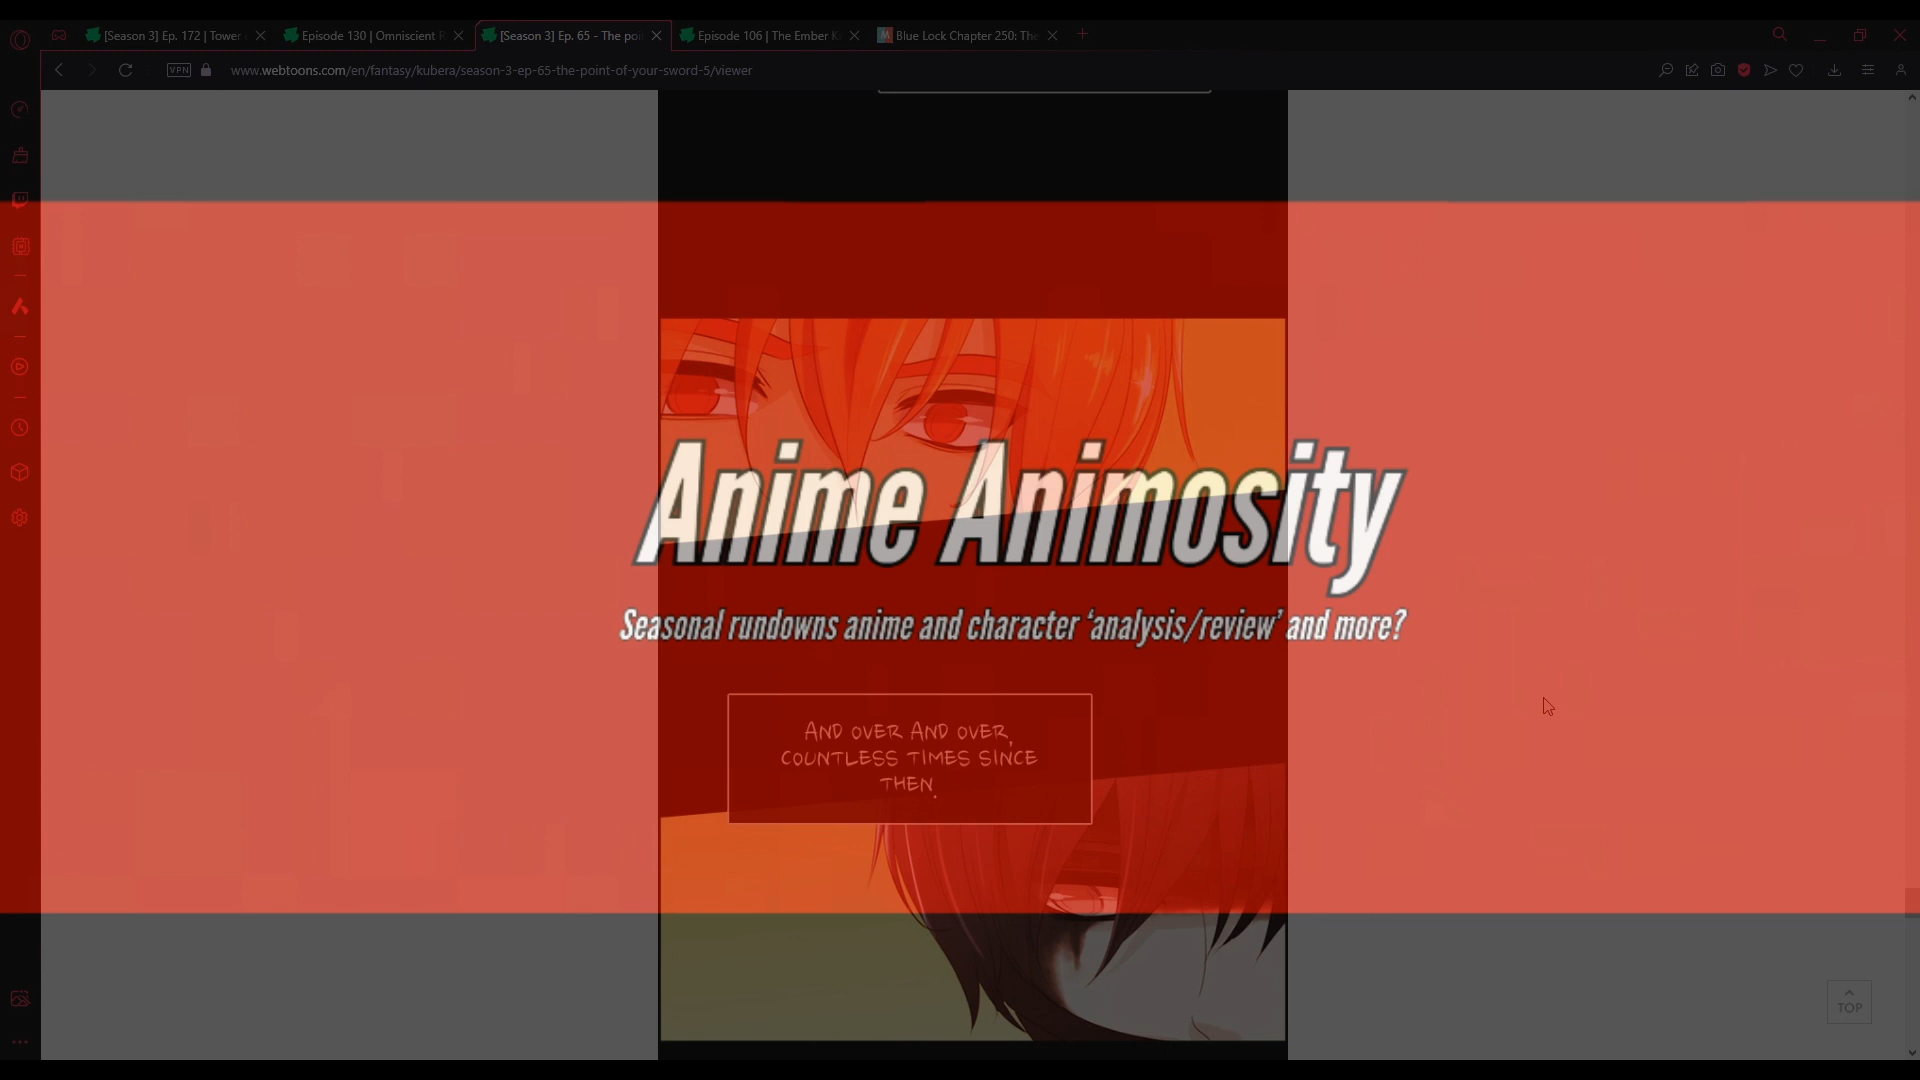 [Season 3] Ep. 172 | Tower
Episode 130 | Omniscient R
[Season 3] Ep. 65 - The poi
Episode 106 | The Ember K
Blue Lock Chapter 250: The
VPN
www.webtoons.com/en/fantasy/kubera/season-3-ep-65-the-point-of-your-sword-5/viewer
Anime Animosity
Seasonal rundowns anime and character ‘analysis/review’ and more?
AND OVER AND OVER,
COUNTLESS TIMES SINCE
THEN.
TOP